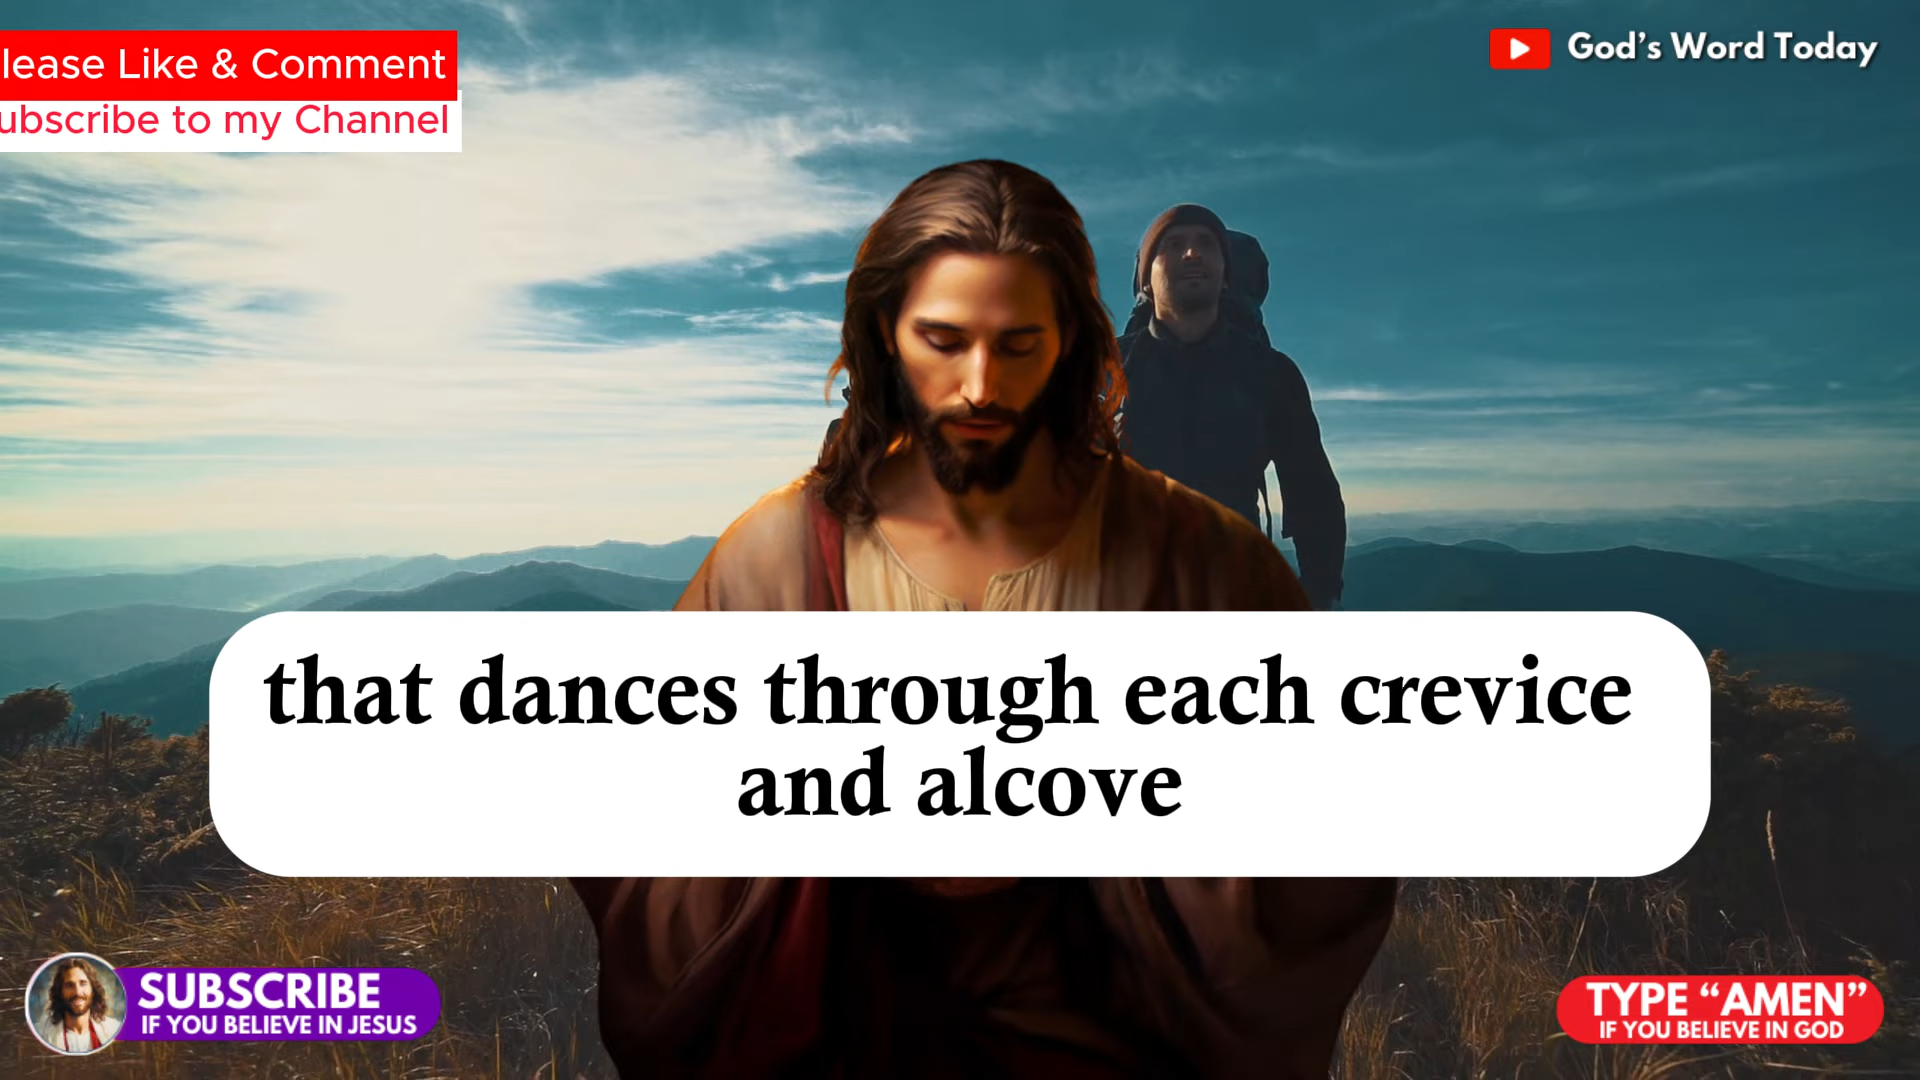 lease Like & Comment
ubscribe to my Channel
God's Word Today
that dances through each crevice
and alcove
SUBSCRIBE
IF YOU BELIEVE IN JESUS
TYPE “AMEN”
IF YOU BELIEVE IN GOD